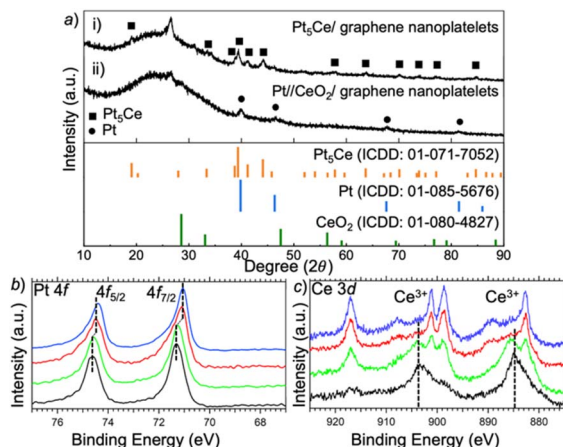 a)
i)
Pt₅Ce/ graphene nanoplatelets
ii)
Pt//CeO₂/ graphene nanoplatelets
Pt₅Ce
Pt
Intensity (a.u.)
Pt₅Ce (ICDD: 01-071-7052)
Pt (ICDD: 01-085-5676)
CeO₂ (ICDD: 01-080-4827)
10 20 30 40 50 60 70 80 90
Degree (2θ)
b) Pt 4f 4f₅/₂ 4f₇/₂
Intensity (a.u.)
76 74 72 70 68
Binding Energy (eV)
c) Ce 3d
Ce³⁺ Ce³⁺
Intensity (a.u.)
920 900 880
Binding Energy (eV)